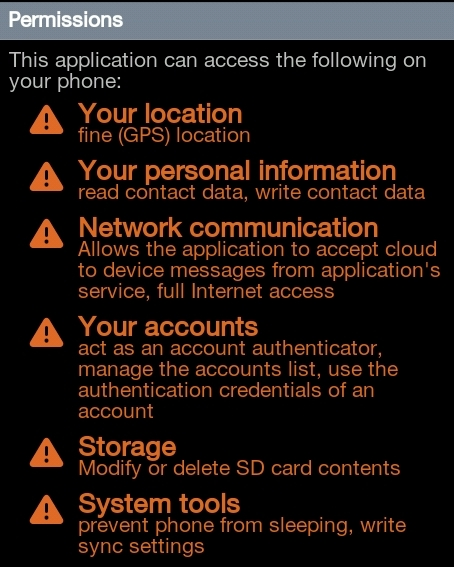 Permissions
This application can access the following on
your phone:
Your location
fine (GPS) location
Your personal information
read contact data, write contact data
Network communication
Allows the application to accept cloud
to device messages from application's
service, full Internet access
Your accounts
act as an account authenticator,
manage the accounts list, use the
authentication credentials of an
account
Storage
Modify or delete SD card contents
System tools
prevent phone from sleeping, write
sync settings